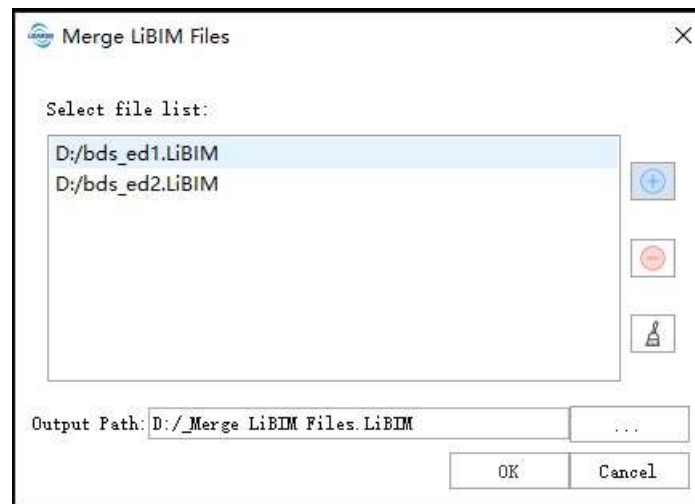 Merge LiBIM Files
Select file list:
D:/bds_ed1.LiBIM
D:/bds_ed2.LiBIM
Output Path: D:/_Merge LiBIM Files.LiBIM ...
OK Cancel